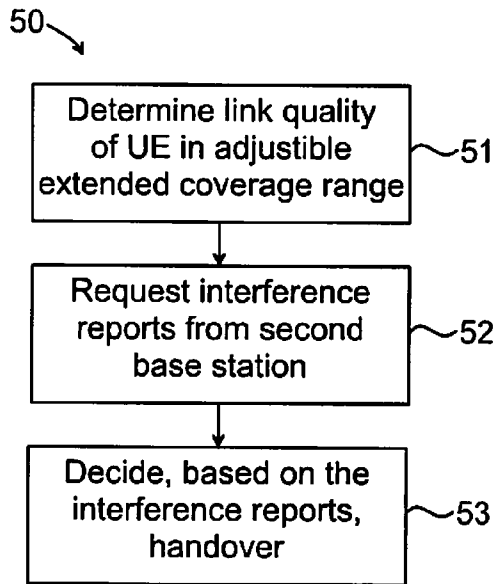 50
Determine link quality
of UE in adjustible
extended coverage range
51
Request interference
reports from second
base station
52
Decide, based on the
interference reports,
handover
53